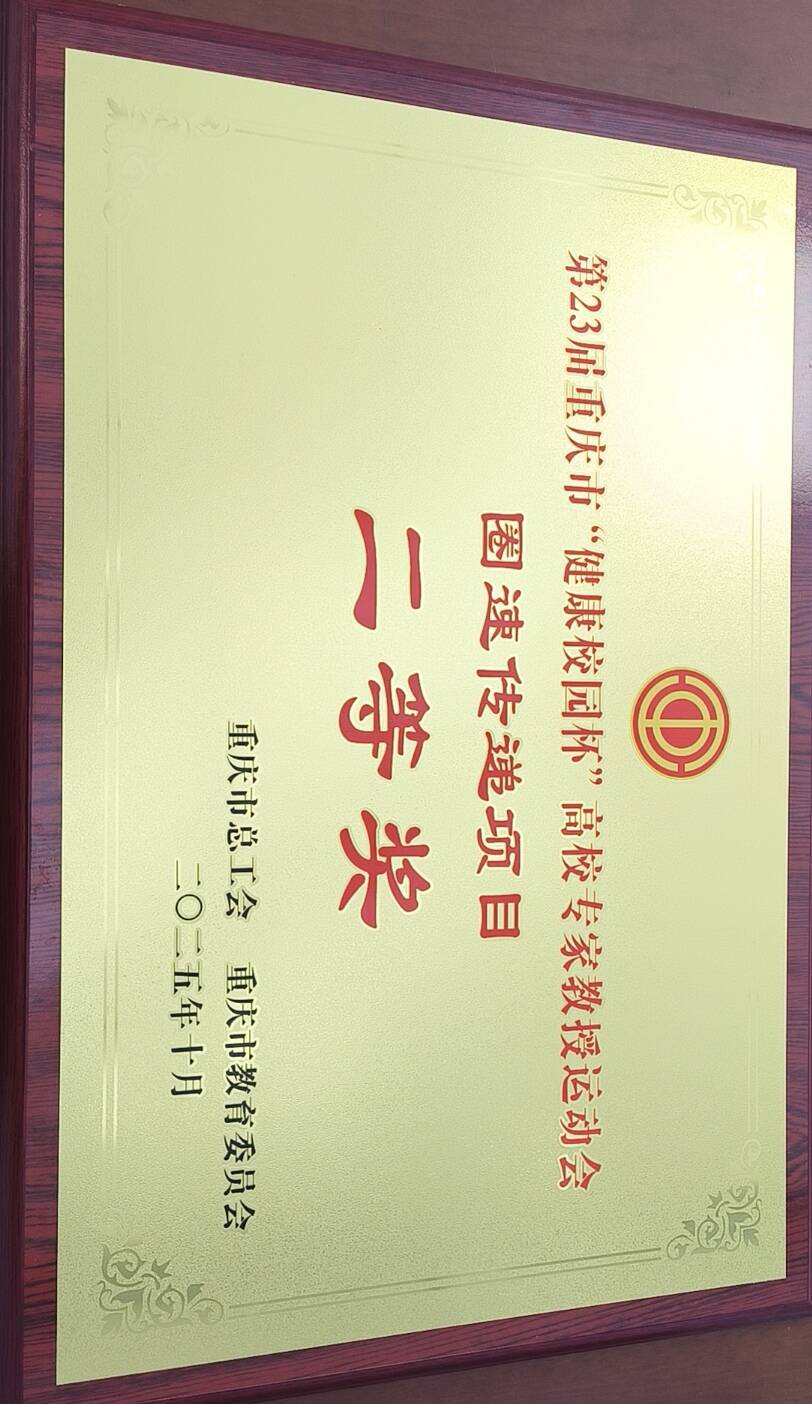 第23届重庆市“健康校园杯”高校专家教授运动会
圈速传递项目
二等奖
重庆市总工会 重庆市教育委员会
二〇二五年十月